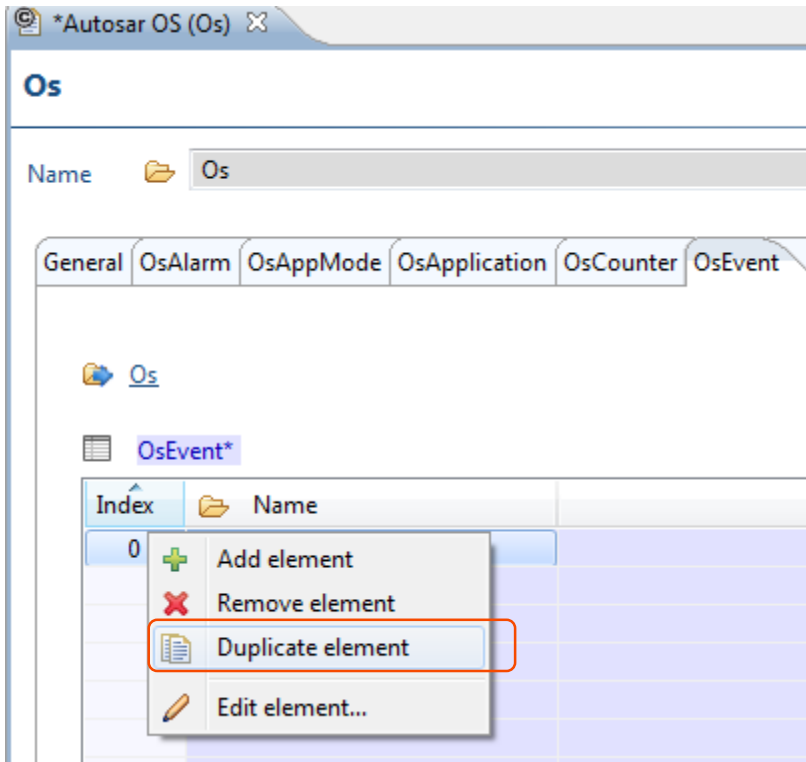 *Autosar OS (Os)
Os
Name Os
General OsAlarm OsAppMode OsApplication OsCounter OsEvent
Os
OsEvent*
Index Name
0
Add element
Remove element
Duplicate element
Edit element...